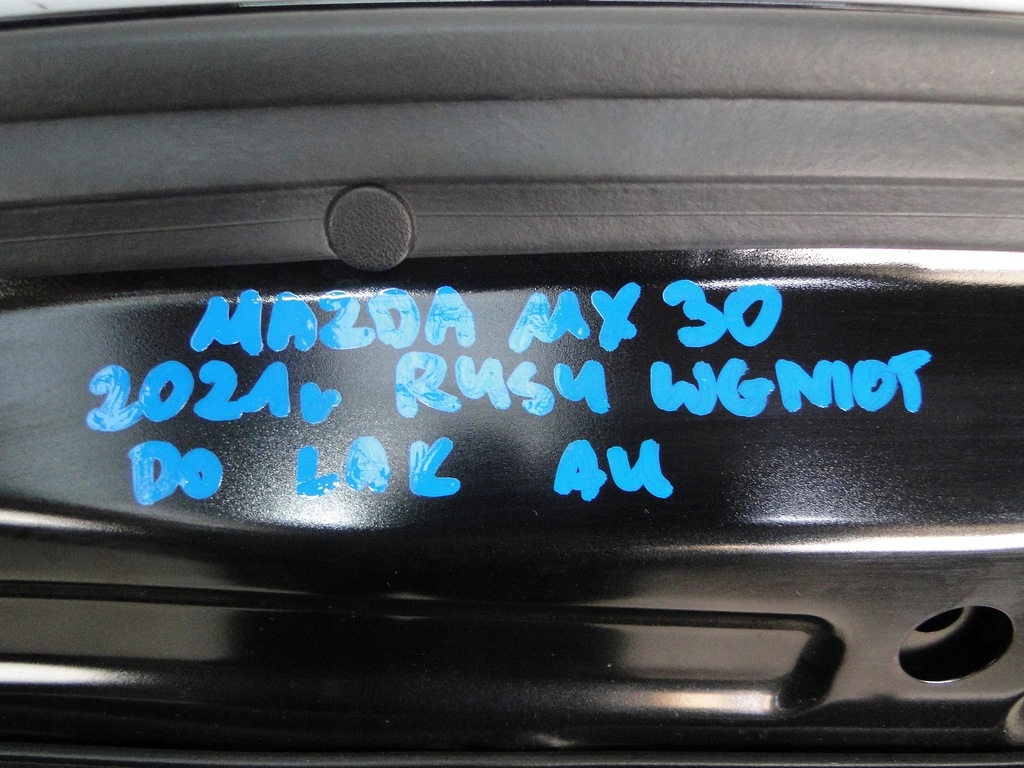 MAZDA MX 30
2021r RYSY WGNIOT
DO LAK AU